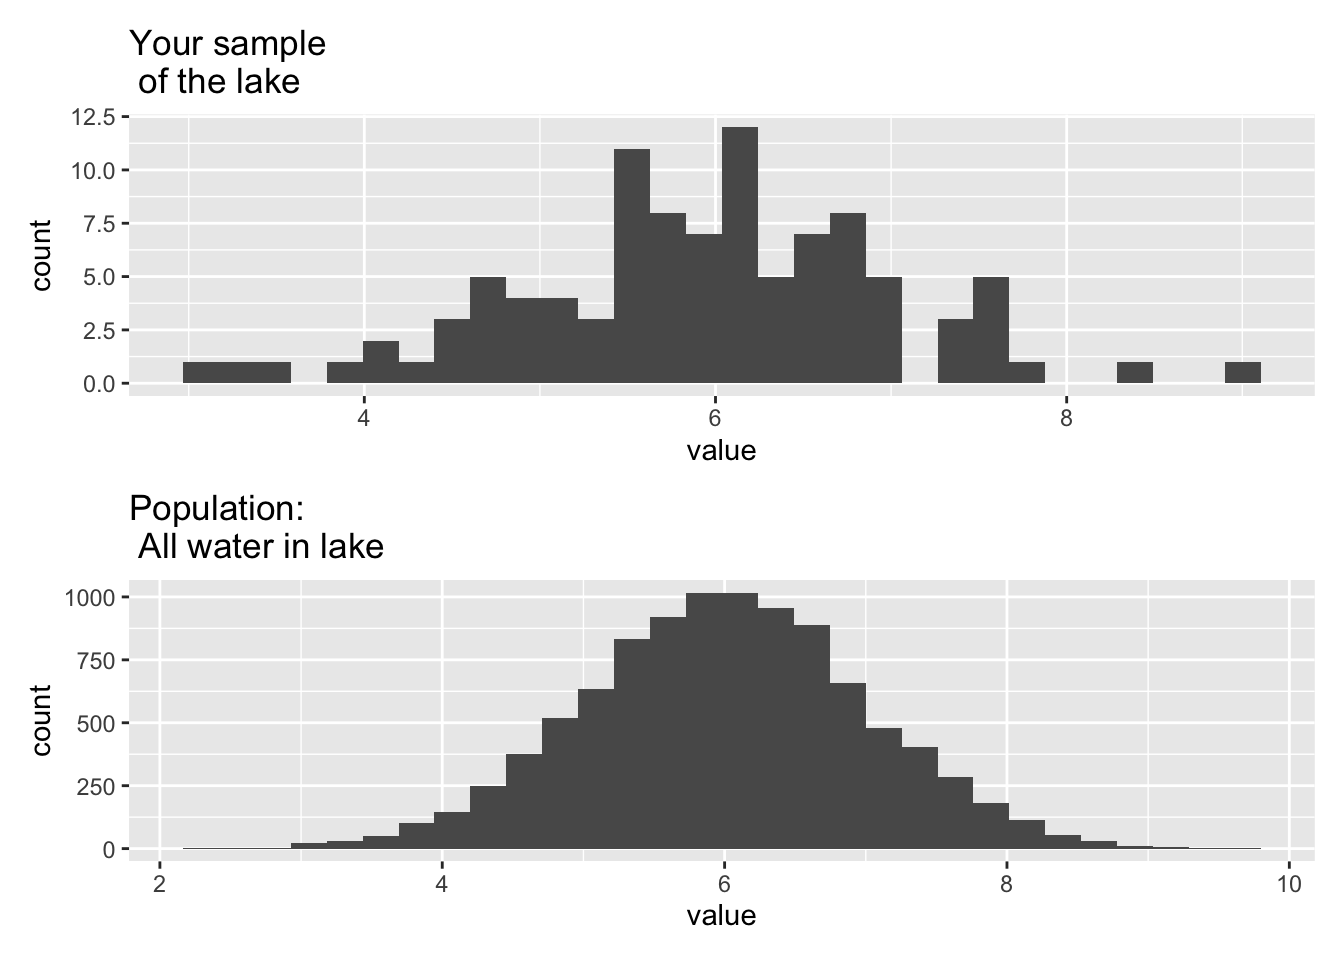 Your sample
of the lake
12.5
10.0
7.5
5.0
2.5
0.0
count
4 6 8
value
Population:
All water in lake
1000
750
500
250
0
count
2 4 6 8 10
value